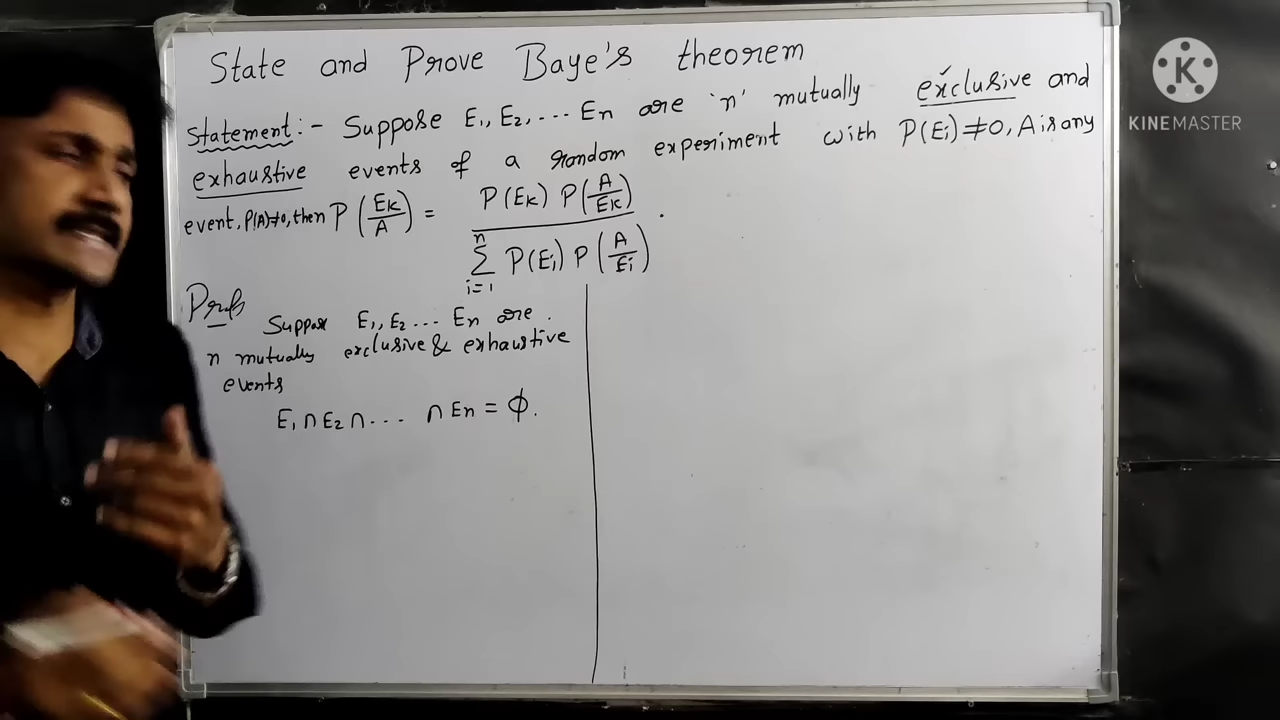 State and Prove Baye's theorem
Statement:- Suppose E₁, E₂, ... En are 'n' mutually exclusive and
exhaustive events of a random experiment with P(Ei) ≠ 0, A is any
event, P(A)≠0, then P(Ek/A) = P(Ek) P(A/Ek) / ∑ i=1 n P(Ei) P(A/Ei) .
Proof
Suppose E₁, E₂ ... En are.
n mutually exclusive & exhaustive
events
E₁ ∩ E₂ ∩ ... ∩ En = ϕ.
K
KINEMASTER